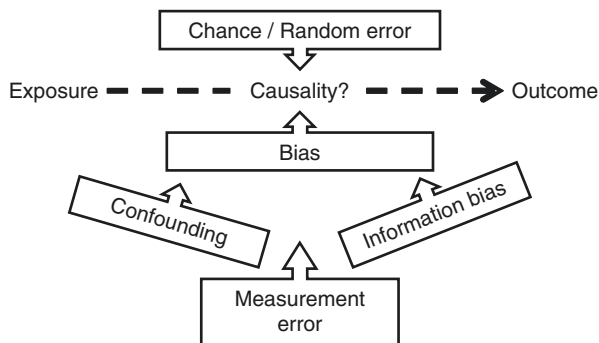 Chance / Random error
Exposure Causality? Outcome
Bias
Confounding Information bias
Measurement
error